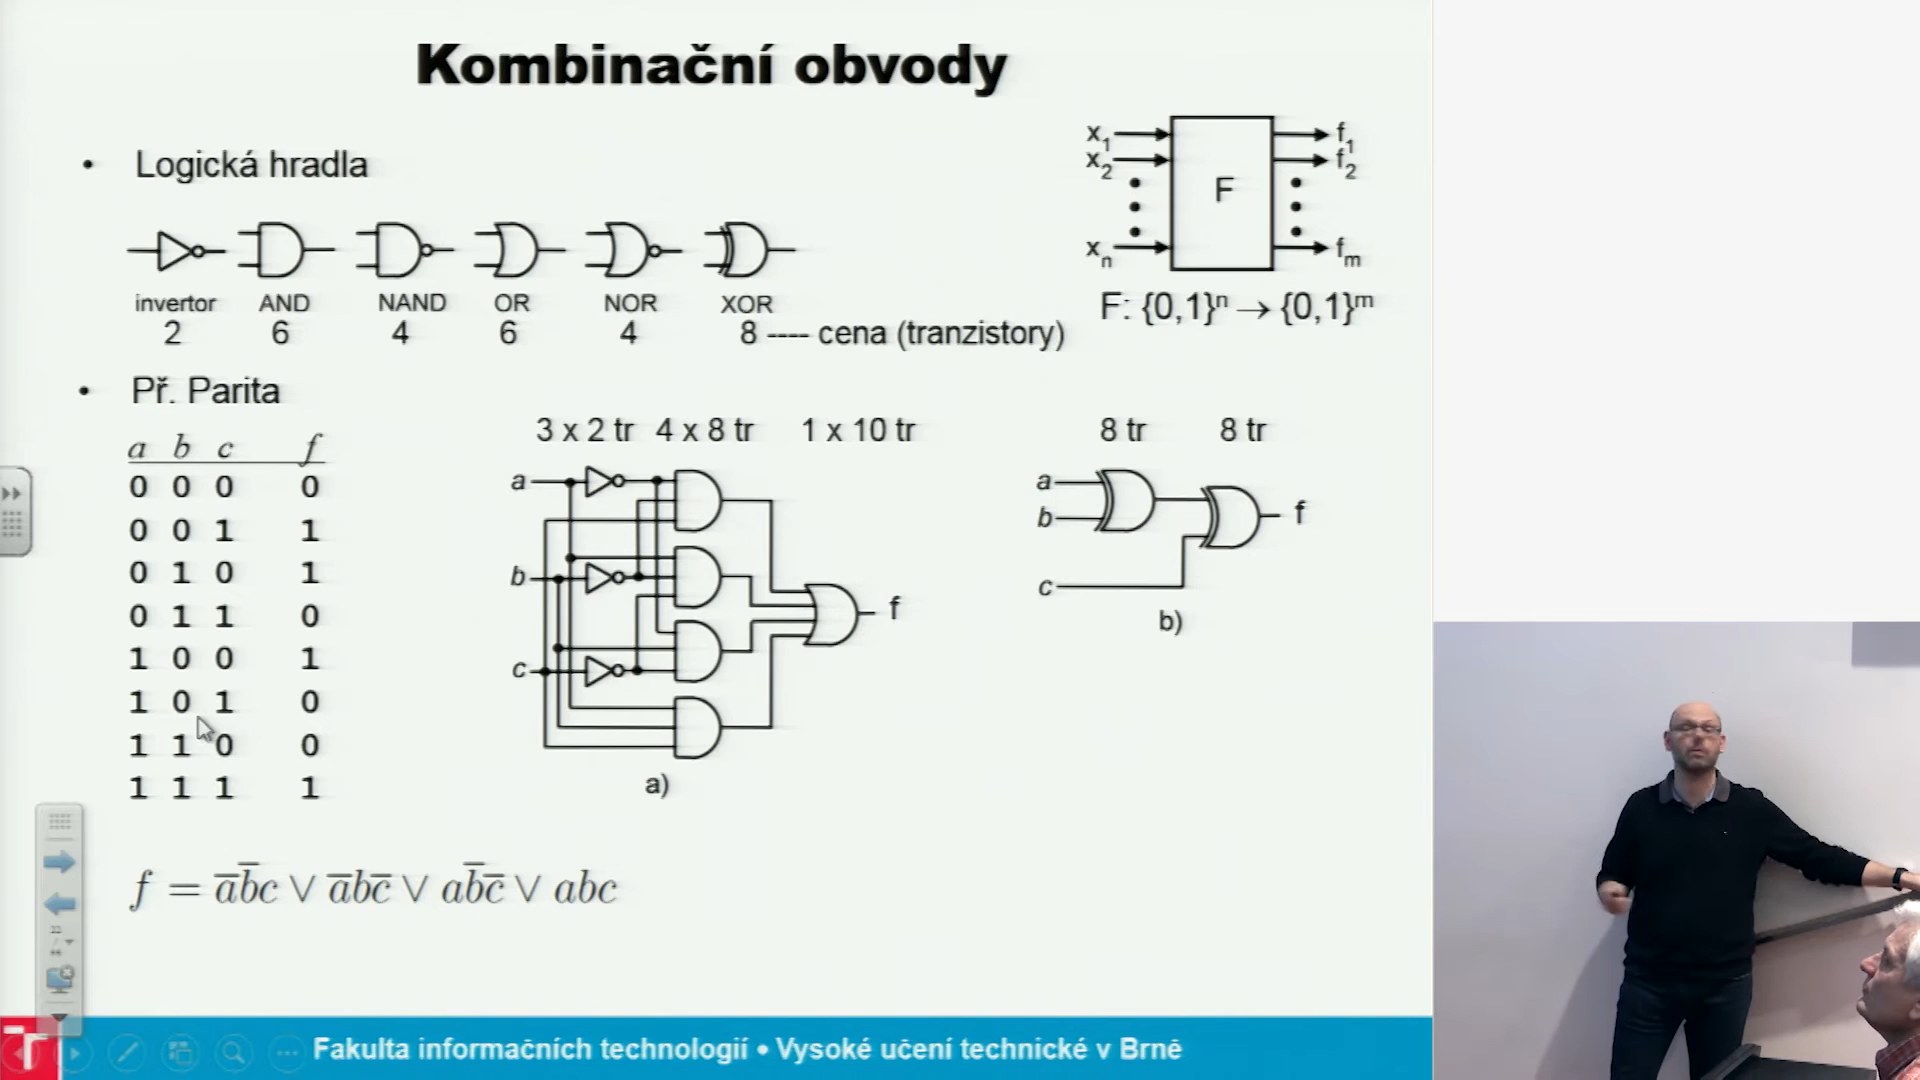 Kombinační obvody
• Logická hradla
invertor AND NAND OR NOR XOR
2 6 4 6 4 8 ---- cena (tranzistory)
x1 f1
x2 f2
F
xn fm
F: {0,1}ⁿ → {0,1}ᵐ
• Př. Parita
a b c f
0 0 0 0
0 0 1 1
0 1 0 1
0 1 1 0
1 0 0 1
1 0 1 0
1 1 0 0
1 1 1 1
3 x 2 tr 4 x 8 tr 1 x 10 tr
a
b
c
f
a)
8 tr 8 tr
a
b
c
f
b)
f = a̅b̅c ∨ a̅bc̅ ∨ ab̅c̅ ∨ abc
Fakulta informačních technologií • Vysoké učení technické v Brně